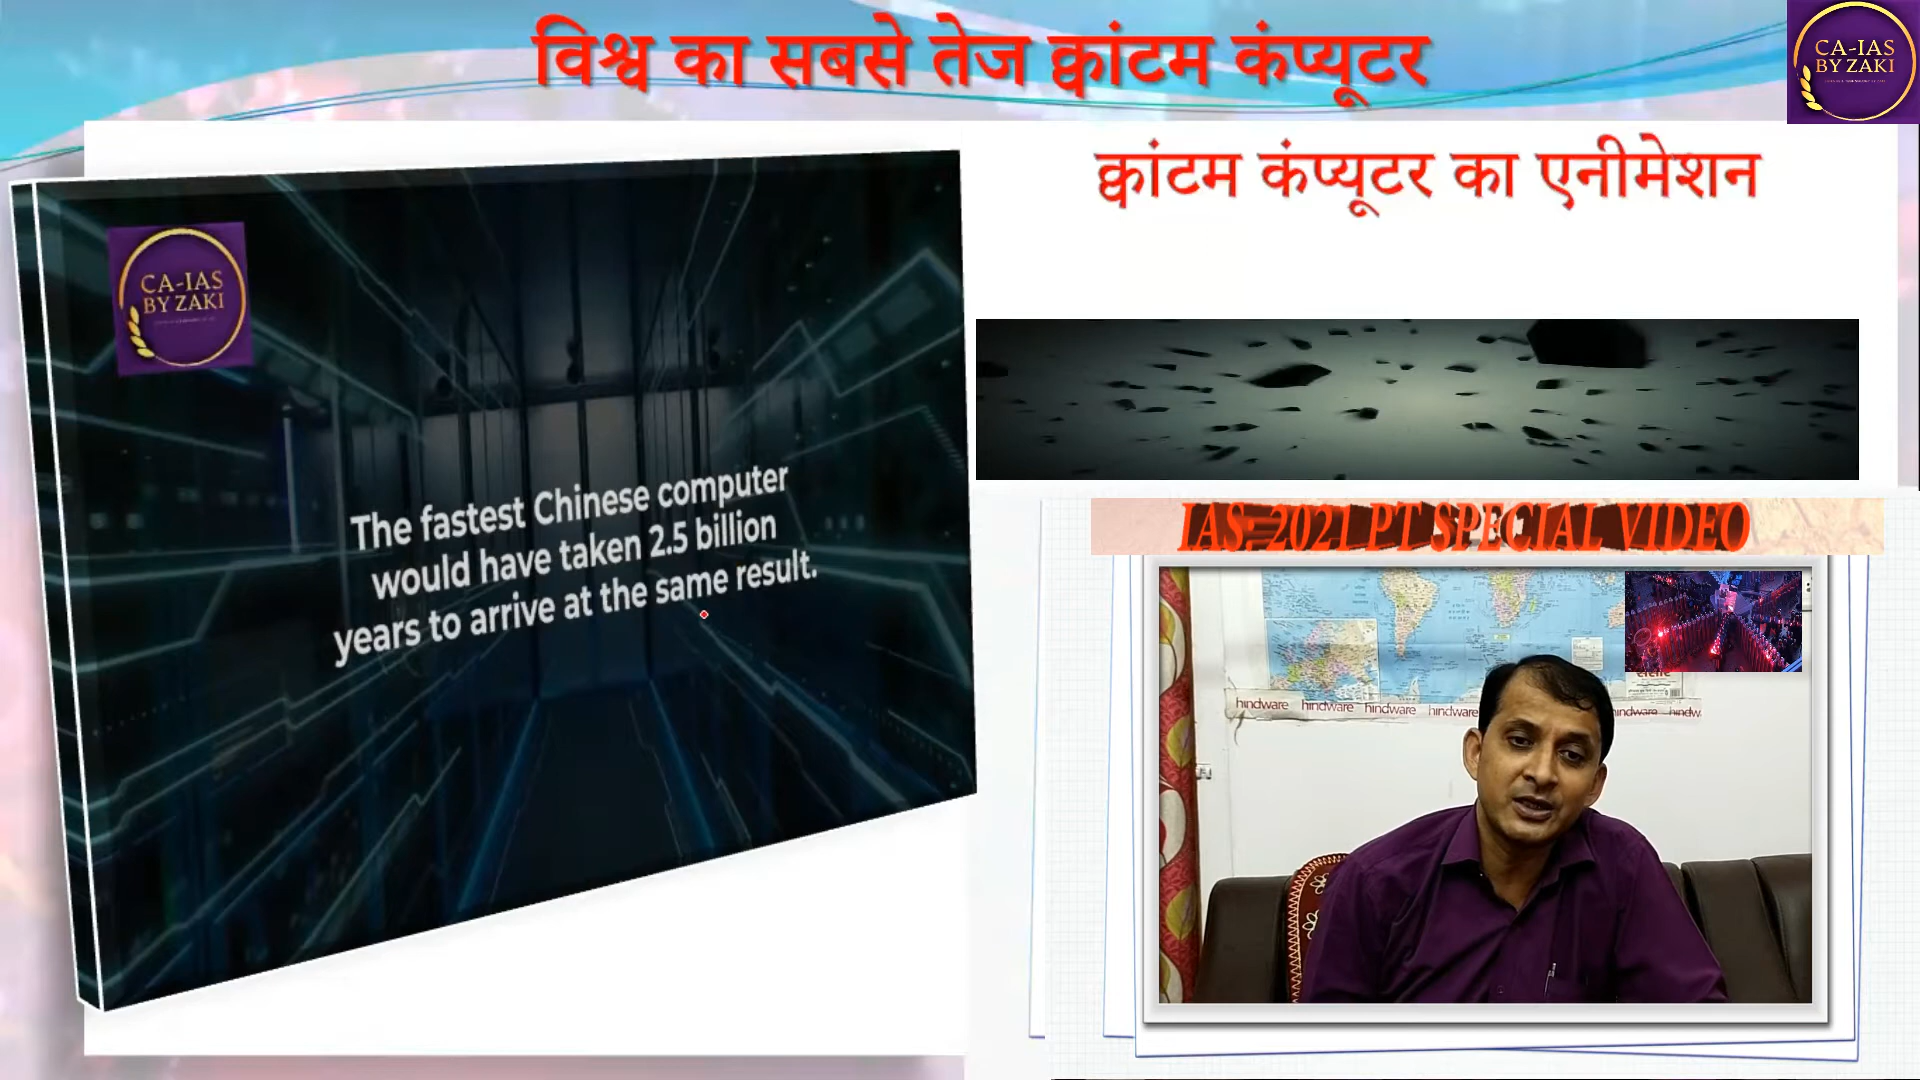 विश्व का सबसे तेज क्वांटम कंप्यूटर
CA-IAS
BY ZAKI
क्वांटम कंप्यूटर का एनीमेशन
CA-IAS
BY ZAKI
The fastest Chinese computer
would have taken 2.5 billion
years to arrive at the same result.
IAS- 2021 PT SPECIAL VIDEO
hindware hindware hindware hindware hindware hindw